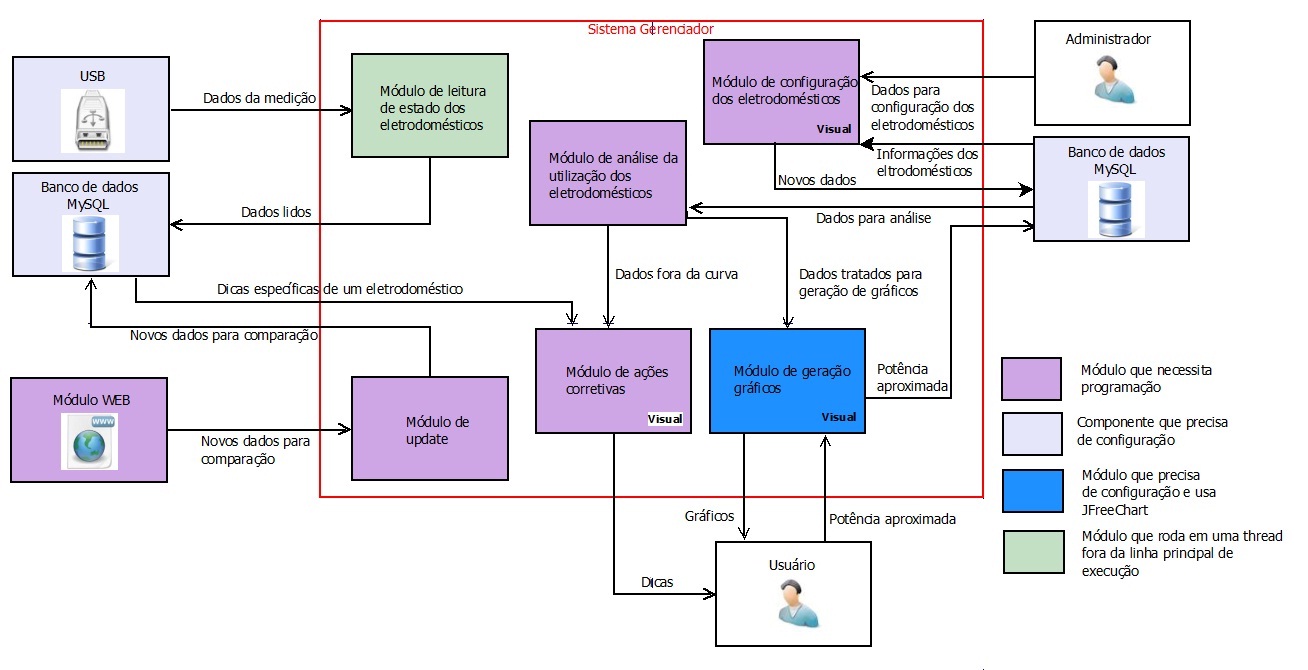 Sistema Gerenciador
USB
Dados da medição
Módulo de leitura
de estado dos
eletrodomésticos
Módulo de configuração
dos eletrodomésticos
Visual
Administrador
Dados para
configuração dos
eletrodomésticos
Informações dos
eltrodomésticos
Novos dados
Banco de dados
MySQL
Dados para análise
Módulo de análise da
utilização dos
eletrodomésticos
Banco de dados
MySQL
Dados lidos
Dados fora da curva
Dados tratados para
geração de gráficos
Dicas específicas de um eletrodoméstico
Novos dados para comparação
Módulo WEB
WWW
Novos dados para
comparação
Módulo de
update
Módulo de ações
corretivas
Visual
Módulo de geração
gráficos
Visual
Potência
aproximada
Gráficos
Potência aproximada
Dicas
Usuário
Módulo que necessita
programação
Componente que precisa
de configuração
Módulo que precisa
de configuração e usa
JFreeChart
Módulo que roda em uma thread
fora da linha principal de
execução